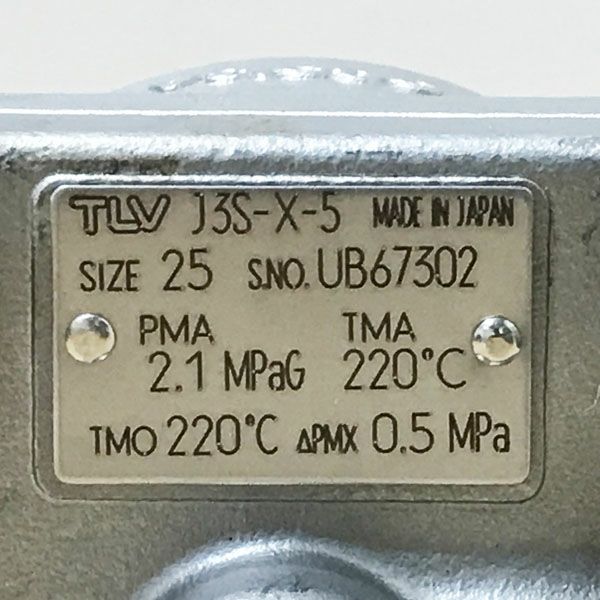 TLV J3S-X-5 MADE IN JAPAN
SIZE 25 S.NO. UB67302
PMA TMA
2.1 MPaG 220°C
TMO 220°C ΔPMX 0.5 MPa